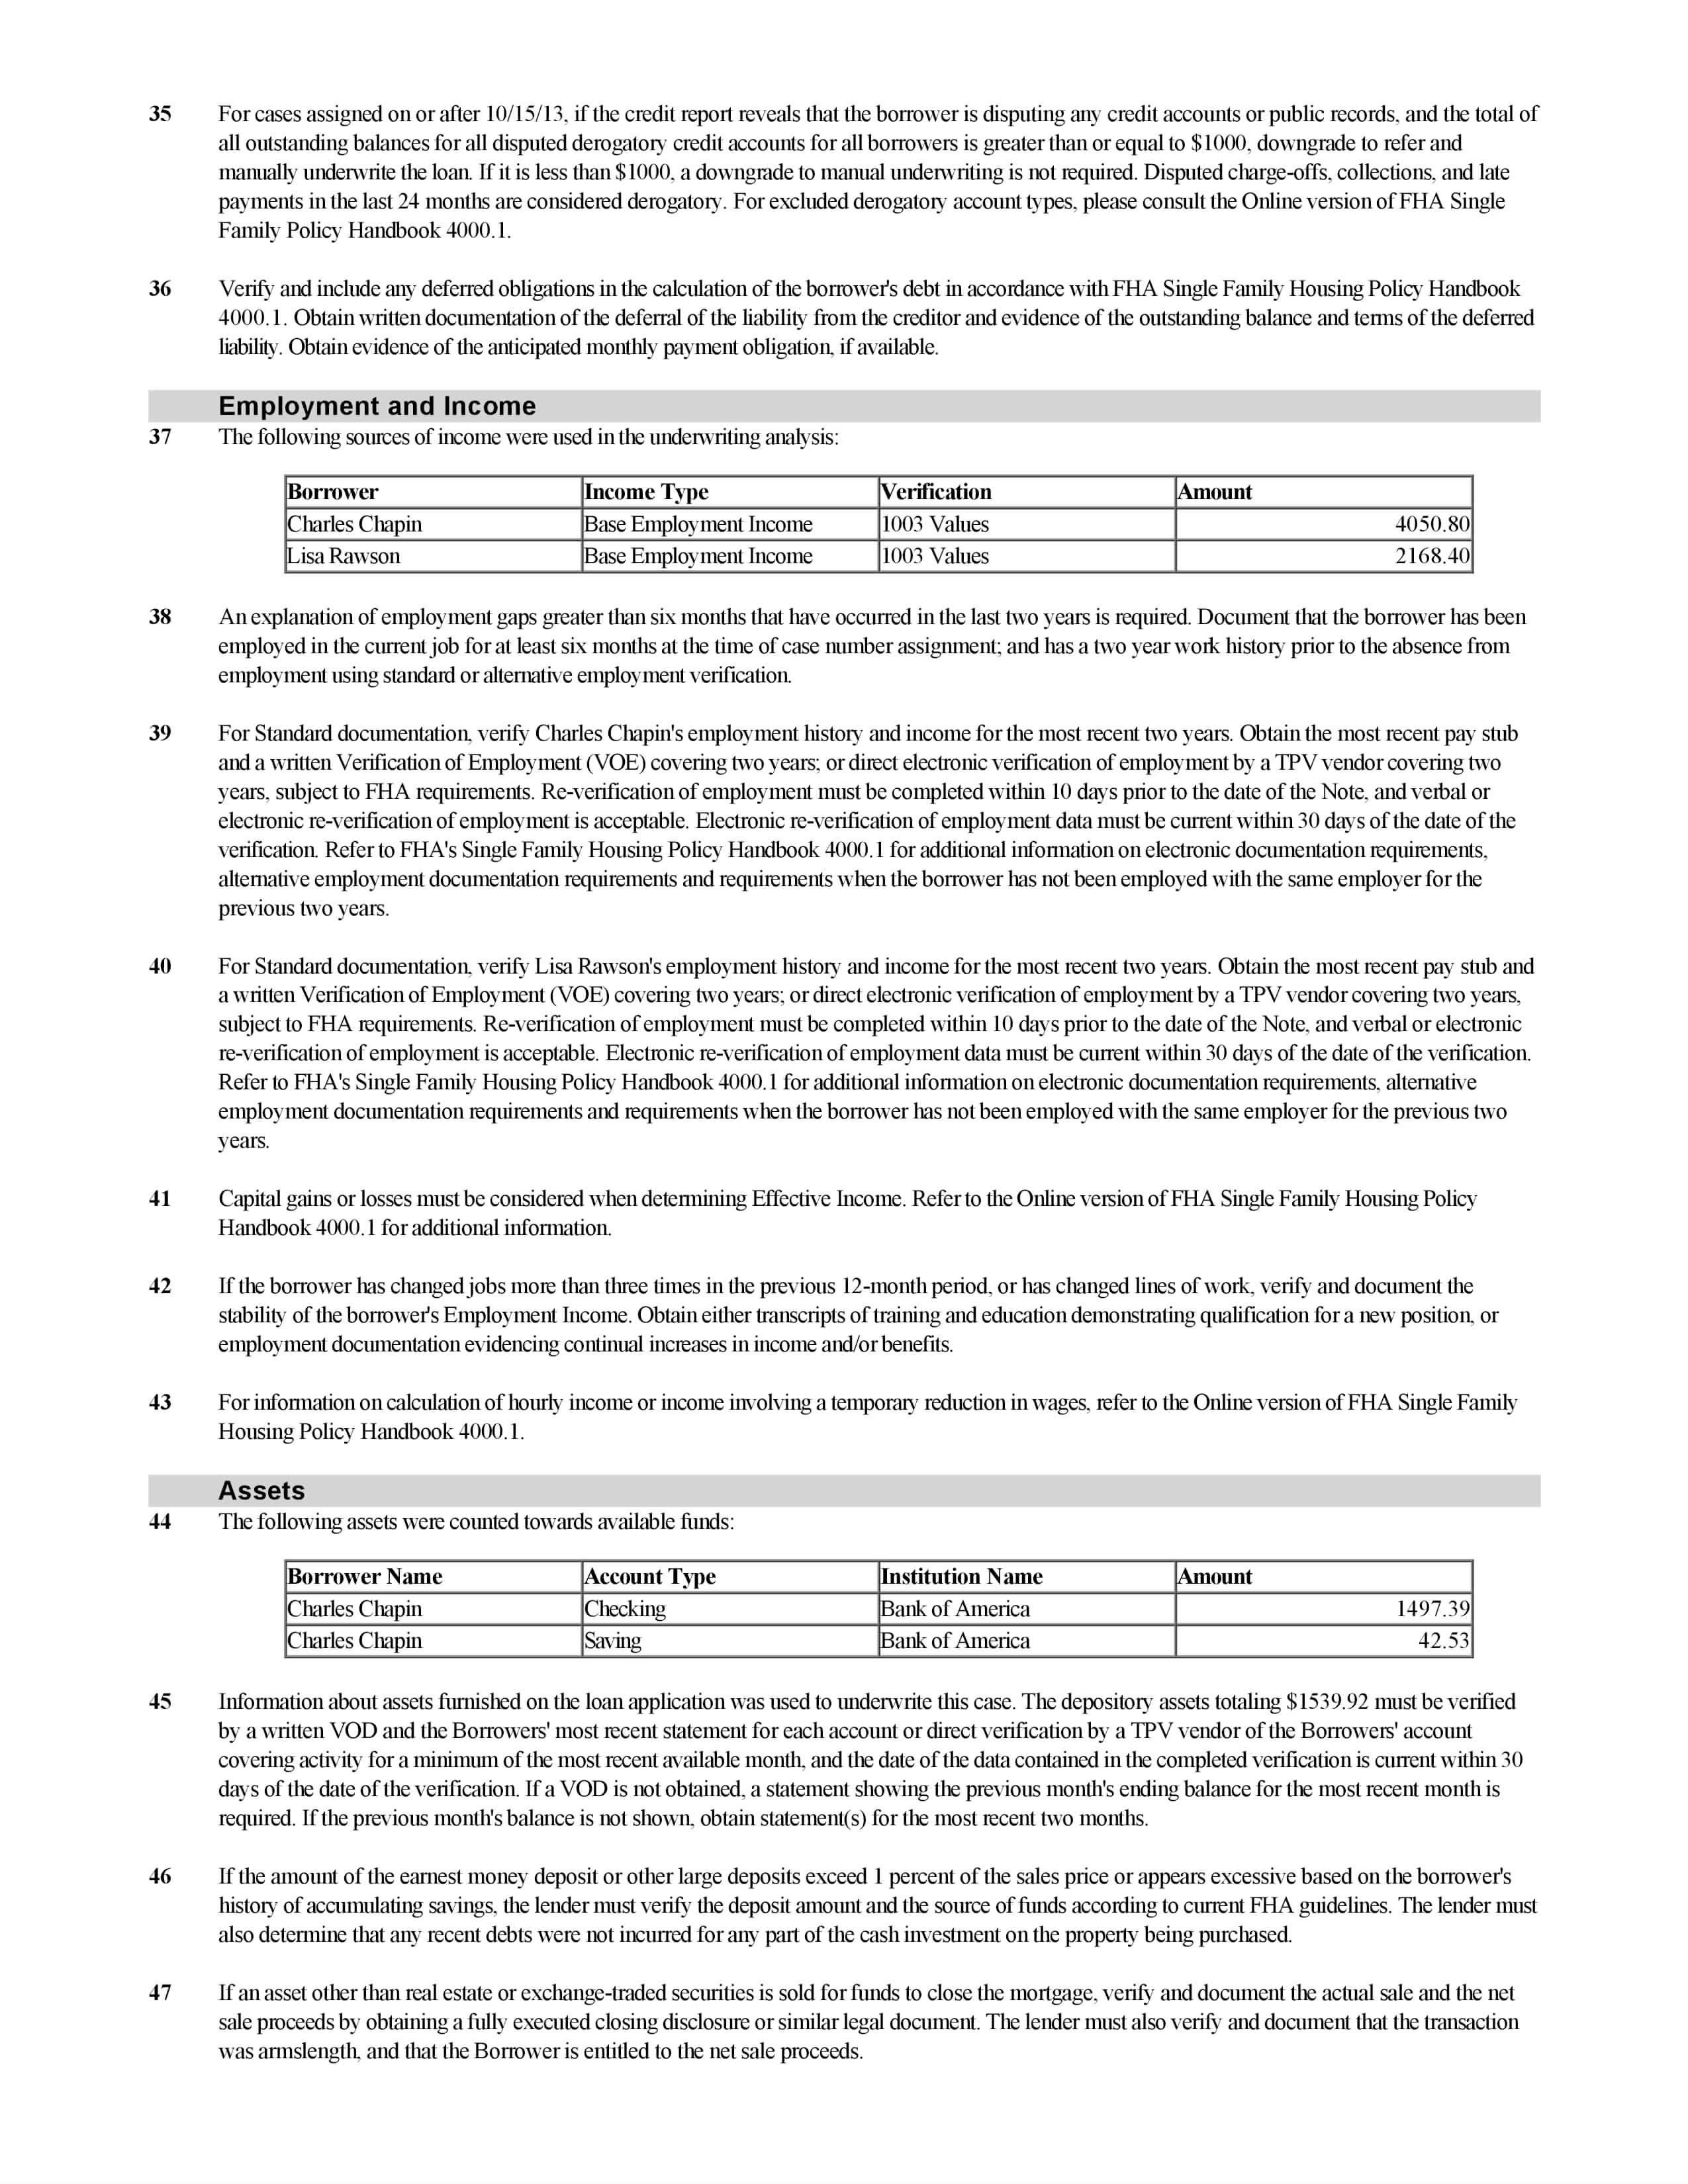 35 For cases assigned on or after 10/15/13, if the credit report reveals that the borrower is disputing any credit accounts or public records, and the total of
all outstanding balances for all disputed derogatory credit accounts for all borrowers is greater than or equal to $1000, downgrade to refer and
manually underwrite the loan. If it is less than $1000, a downgrade to manual underwriting is not required. Disputed charge-offs, collections, and late
payments in the last 24 months are considered derogatory. For excluded derogatory account types, please consult the Online version of FHA Single
Family Policy Handbook 4000.1.
36 Verify and include any deferred obligations in the calculation of the borrower's debt in accordance with FHA Single Family Housing Policy Handbook
4000.1. Obtain written documentation of the deferral of the liability from the creditor and evidence of the outstanding balance and terms of the deferred
liability. Obtain evidence of the anticipated monthly payment obligation, if available.
Employment and Income
37 The following sources of income were used in the underwriting analysis:
Borrower Income Type Verification Amount
Charles Chapin Base Employment Income 1003 Values 4050.80
Lisa Rawson Base Employment Income 1003 Values 2168.40
38 An explanation of employment gaps greater than six months that have occurred in the last two years is required. Document that the borrower has been
employed in the current job for at least six months at the time of case number assignment; and has a two year work history prior to the absence from
employment using standard or alternative employment verification.
39 For Standard documentation, verify Charles Chapin's employment history and income for the most recent two years. Obtain the most recent pay stub
and a written Verification of Employment (VOE) covering two years; or direct electronic verification of employment by a TPV vendor covering two
years, subject to FHA requirements. Re-verification of employment must be completed within 10 days prior to the date of the Note, and verbal or
electronic re-verification of employment is acceptable. Electronic re-verification of employment data must be current within 30 days of the date of the
verification. Refer to FHA's Single Family Housing Policy Handbook 4000.1 for additional information on electronic documentation requirements,
alternative employment documentation requirements and requirements when the borrower has not been employed with the same employer for the
previous two years.
40 For Standard documentation, verify Lisa Rawson's employment history and income for the most recent two years. Obtain the most recent pay stub and
a written Verification of Employment (VOE) covering two years; or direct electronic verification of employment by a TPV vendor covering two years,
subject to FHA requirements. Re-verification of employment must be completed within 10 days prior to the date of the Note, and verbal or electronic
re-verification of employment is acceptable. Electronic re-verification of employment data must be current within 30 days of the date of the verification.
Refer to FHA's Single Family Housing Policy Handbook 4000.1 for additional information on electronic documentation requirements, alternative
employment documentation requirements and requirements when the borrower has not been employed with the same employer for the previous two
years.
41 Capital gains or losses must be considered when determining Effective Income. Refer to the Online version of FHA Single Family Housing Policy
Handbook 4000.1 for additional information.
42 If the borrower has changed jobs more than three times in the previous 12-month period, or has changed lines of work, verify and document the
stability of the borrower's Employment Income. Obtain either transcripts of training and education demonstrating qualification for a new position, or
employment documentation evidencing continual increases in income and/or benefits.
43 For information on calculation of hourly income or income involving a temporary reduction in wages, refer to the Online version of FHA Single Family
Housing Policy Handbook 4000.1.
Assets
44 The following assets were counted towards available funds:
Borrower Name Account Type Institution Name Amount
Charles Chapin Checking Bank of America 1497.39
Charles Chapin Saving Bank of America 42.53
45 Information about assets furnished on the loan application was used to underwrite this case. The depository assets totaling $1539.92 must be verified
by a written VOD and the Borrowers' most recent statement for each account or direct verification by a TPV vendor of the Borrowers' account
covering activity for a minimum of the most recent available month, and the date of the data contained in the completed verification is current within 30
days of the date of the verification. If a VOD is not obtained, a statement showing the previous month's ending balance for the most recent month is
required. If the previous month's balance is not shown, obtain statement(s) for the most recent two months.
46 If the amount of the earnest money deposit or other large deposits exceed 1 percent of the sales price or appears excessive based on the borrower's
history of accumulating savings, the lender must verify the deposit amount and the source of funds according to current FHA guidelines. The lender must
also determine that any recent debts were not incurred for any part of the cash investment on the property being purchased.
47 If an asset other than real estate or exchange-traded securities is sold for funds to close the mortgage, verify and document the actual sale and the net
sale proceeds by obtaining a fully executed closing disclosure or similar legal document. The lender must also verify and document that the transaction
was armslength, and that the Borrower is entitled to the net sale proceeds.